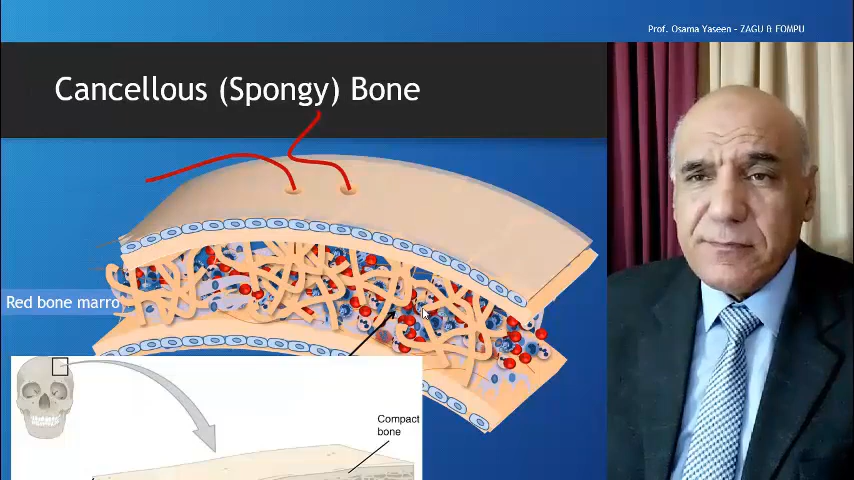 Prof. Osama Yaseen - ZAGU & FOMPU
Cancellous (Spongy) Bone
Red bone marro
Compact
bone